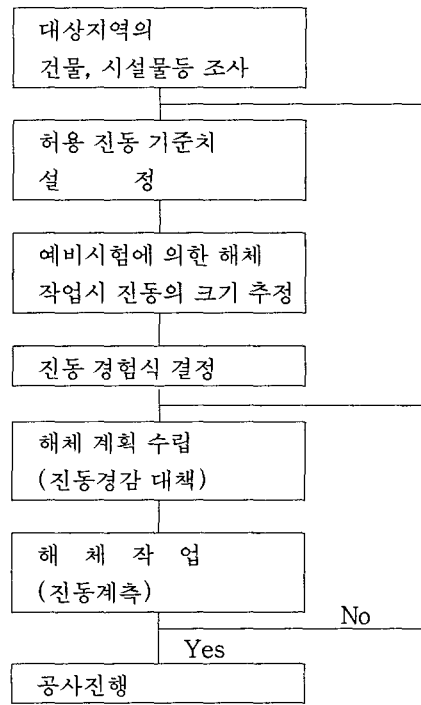 대상지역의
건물, 시설물등 조사
허용 진동 기준치
설 정
예비시험에 의한 해체
작업시 진동의 크기 추정
진동 경험식 결정
해체 계획 수립
(진동경감 대책)
해 체 작 업
(진동계측)
No
Yes
공사진행